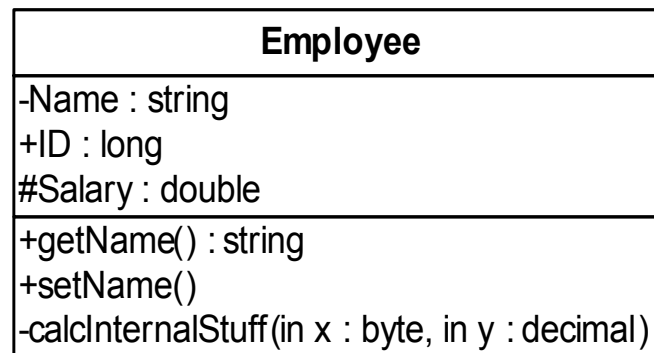 Employee
-Name : string
+ID : long
#Salary : double
+getName() : string
+setName()
-calcInternalStuff(in x : byte, in y : decimal)